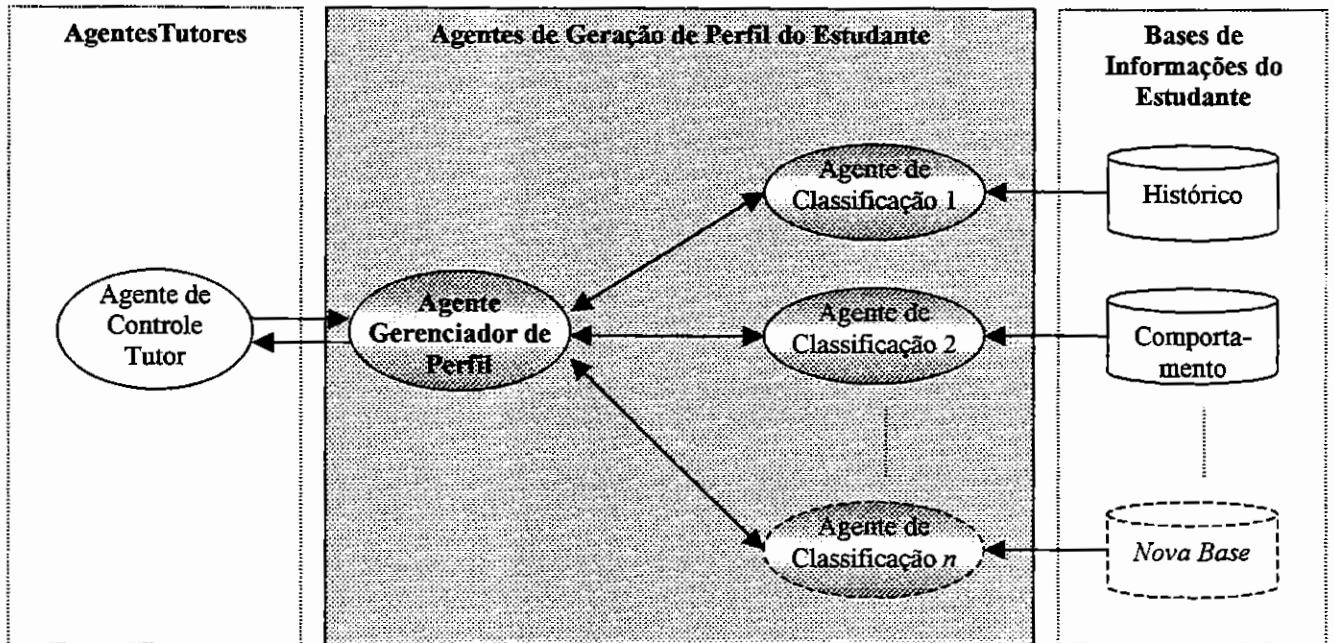 AgentesTutores
Agentes de Geração de Perfil do Estudante
Bases de
Informações do
Estudante
Agente de
Classificação 1
Histórico
Agente de
Controle
Tutor
Agente
Gerenciador de
Perfil
Agente de
Classificação 2
Comporta-
mento
Agente de
Classificação n
Nova Base